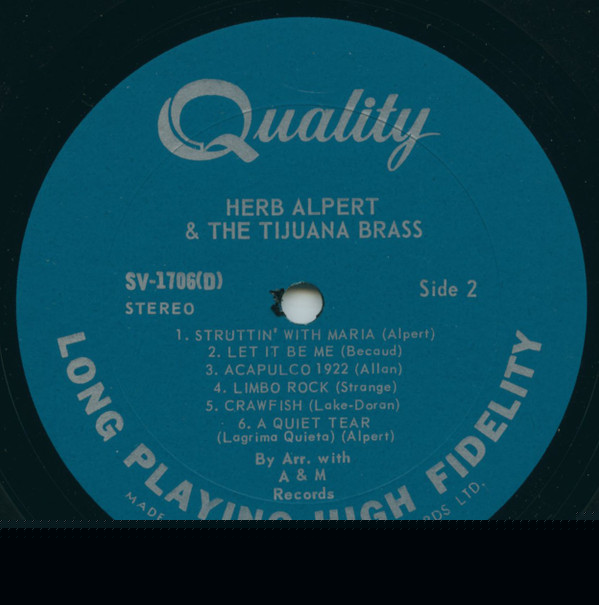 Quality
HERB ALPERT
& THE TIJUANA BRASS
SV-1706(D)
STEREO
Side 2
1. STRUTTIN' WITH MARIA (Alpert)
2. LET IT BE ME (Becaud)
3. ACAPULCO 1922 (Allan)
4. LIMBO ROCK (Strange)
5. CRAWFISH (Lake-Doran)
6. A QUIET TEAR
(Lagrima Quieta) (Alpert)
By Arr. with
A & M
Records
LONG PLAYING HIGH FIDELITY
MADE LTD.